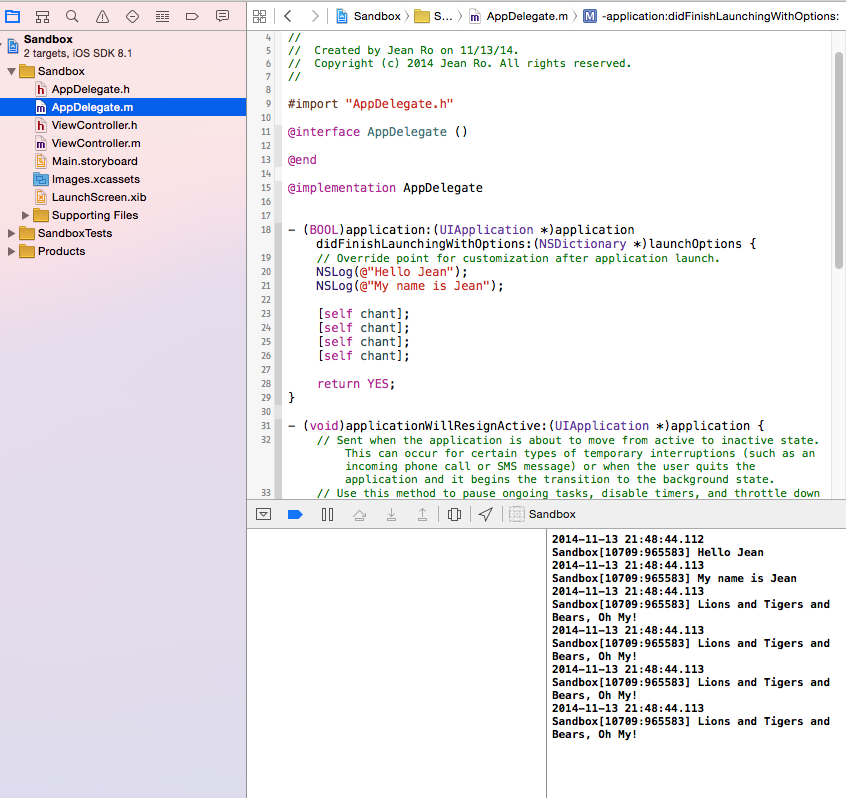 Sandbox
2 targets, iOS SDK 8.1
Sandbox
AppDelegate.h
AppDelegate.m
ViewController.h
ViewController.m
Main.storyboard
Images.xcassets
LaunchScreen.xib
Supporting Files
SandboxTests
Products
Sandbox S... AppDelegate.m -application:didFinishLaunchingWithOptions:
4 //
5 //  Created by Jean Ro on 11/13/14.
6 //  Copyright (c) 2014 Jean Ro. All rights reserved.
7 //
8
9 #import "AppDelegate.h"
10
11 @interface AppDelegate ()
12
13 @end
14
15 @implementation AppDelegate
16
17
18 - (BOOL)application:(UIApplication *)application
didFinishLaunchingWithOptions:(NSDictionary *)launchOptions {
19 // Override point for customization after application launch.
20 NSLog(@"Hello Jean");
21 NSLog(@"My name is Jean");
22
23 [self chant];
24 [self chant];
25 [self chant];
26 [self chant];
27
28 return YES;
29 }
30
31 - (void)applicationWillResignActive:(UIApplication *)application {
32 // Sent when the application is about to move from active to inactive state.
This can occur for certain types of temporary interruptions (such as an
incoming phone call or SMS message) or when the user quits the
application and it begins the transition to the background state.
33 // Use this method to pause ongoing tasks, disable timers, and throttle down
Sandbox
2014-11-13 21:48:44.112
Sandbox[10709:965583] Hello Jean
2014-11-13 21:48:44.113
Sandbox[10709:965583] My name is Jean
2014-11-13 21:48:44.113
Sandbox[10709:965583] Lions and Tigers and
Bears, Oh My!
2014-11-13 21:48:44.113
Sandbox[10709:965583] Lions and Tigers and
Bears, Oh My!
2014-11-13 21:48:44.113
Sandbox[10709:965583] Lions and Tigers and
Bears, Oh My!
2014-11-13 21:48:44.113
Sandbox[10709:965583] Lions and Tigers and
Bears, Oh My!